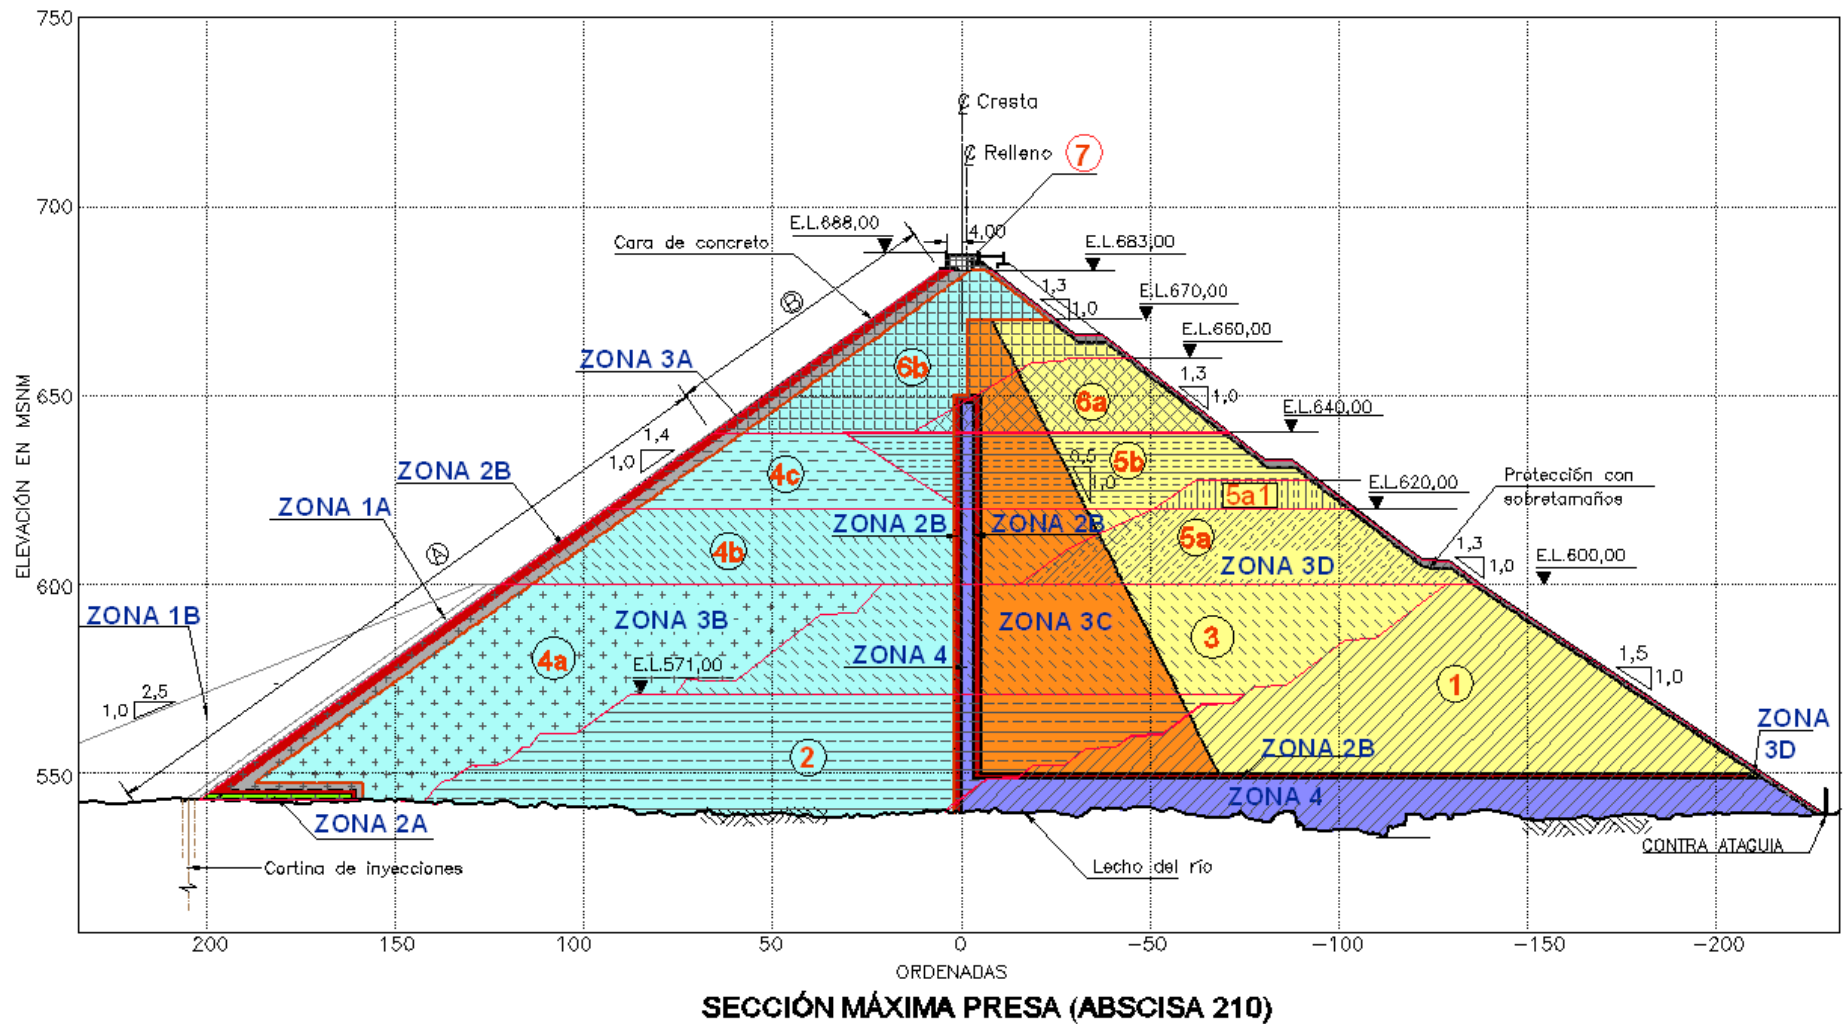 750
700
650
600
550
ELEVACIÓN EN MSNM
℄ Cresta
℄ Relleno
7
E.L.688,00
4,00
E.L.683,00
Cara de concreto
1,3
1,0
E.L.670,00
B
E.L.660,00
ZONA 3A
6b
1,3
1,0
6a
E.L.640,00
1,4
1,0
ZONA 2B
4c
5b
0,5
1,0
Protección con
sobretamaños
E.L.620,00
5a1
ZONA 1A
ZONA 2B
ZONA 2B
A
4b
5a
1,3
1,0
E.L.600,00
ZONA 3D
ZONA 1B
ZONA 3B
ZONA 3C
3
4a
E.L.571,00
ZONA 4
1
1,5
1,0
2,5
1,0
ZONA
3D
2
ZONA 2B
ZONA 4
ZONA 2A
CONTRA ATAGUIA
Cortina de inyecciones
Lecho del río
200
150
100
50
0
-50
-100
-150
-200
ORDENADAS
SECCIÓN MÁXIMA PRESA (ABSCISA 210)